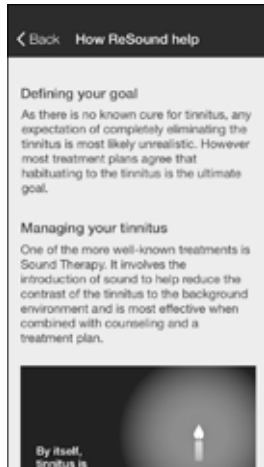 Back How ReSound help
Defining your goal
As there is no known cure for tinnitus, any
expectation of completely eliminating the
tinnitus is most likely unrealistic. However
most treatment plans agree that
habituating to the tinnitus is the ultimate
goal.
Managing your tinnitus
One of the more well-known treatments is
Sound Therapy. It involves the
introduction of sound to help reduce the
contrast of the tinnitus to the background
environment and is most effective when
combined with counseling and a
treatment plan.
By itself,
tinnitus is